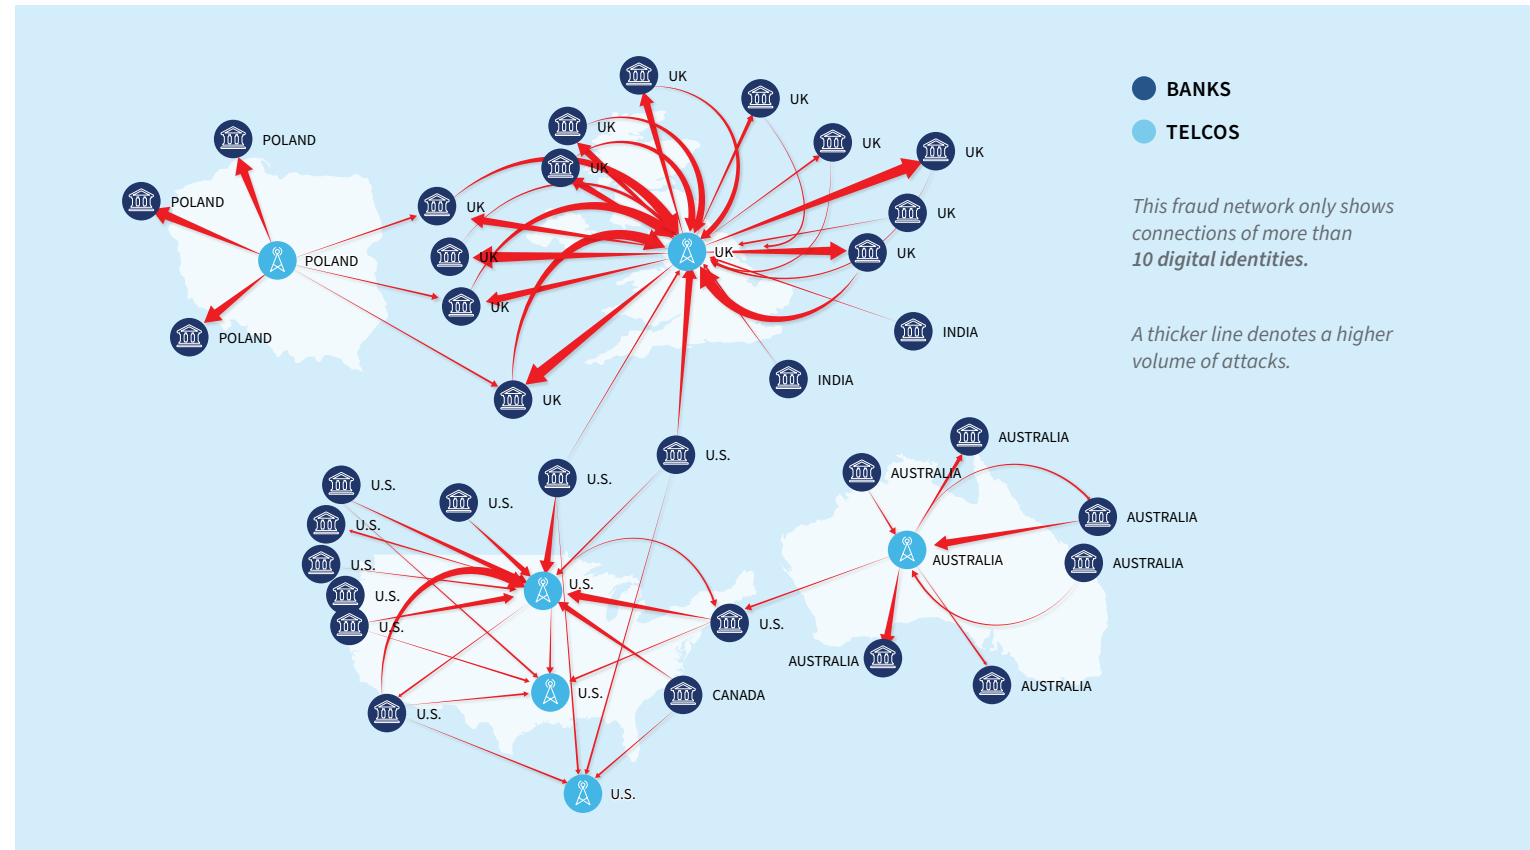 UK
UK
BANKS
UK
TELCOS
POLAND
UK
UK
UK
UK
POLAND
UK
UK
This fraud network only shows
connections of more than
10 digital identities.
UK
UK
UK
POLAND
UK
UK
INDIA
POLAND
A thicker line denotes a higher
volume of attacks.
INDIA
UK
AUSTRALIA
U.S.
AUSTRALIA
U.S.
U.S.
U.S.
AUSTRALIA
U.S.
AUSTRALIA
AUSTRALIA
U.S.
U.S.
U.S.
U.S.
U.S.
AUSTRALIA
AUSTRALIA
U.S.
CANADA
U.S.
U.S.